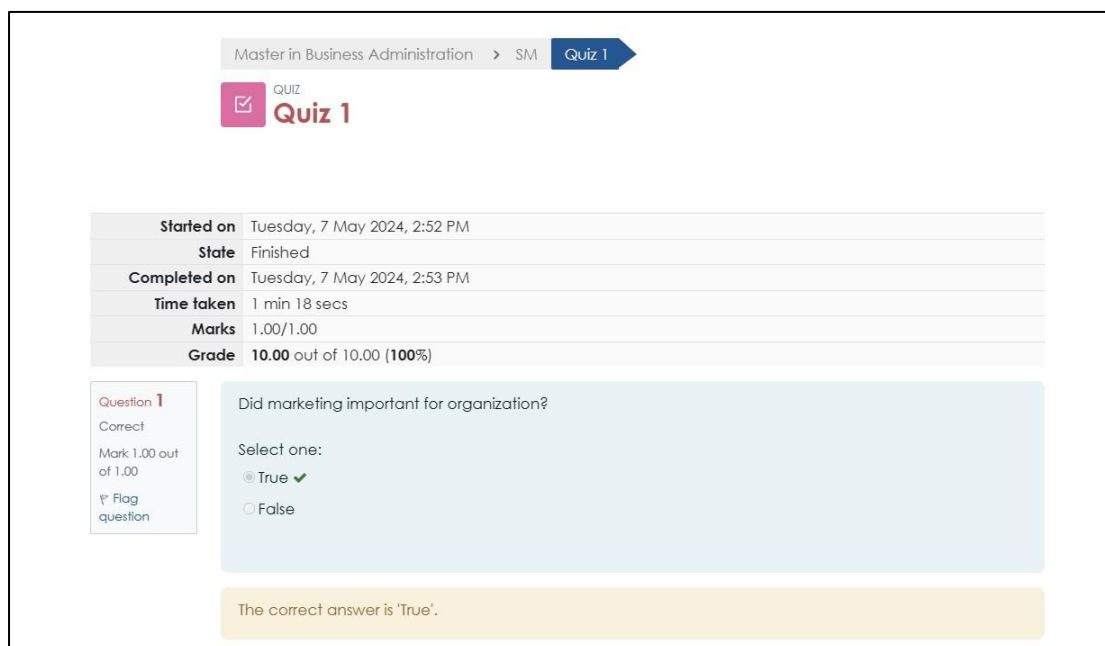 Master in Business Administration > SM Quiz 1
QUIZ
Quiz 1
Started on Tuesday, 7 May 2024, 2:52 PM
State Finished
Completed on Tuesday, 7 May 2024, 2:53 PM
Time taken 1 min 18 secs
Marks 1.00/1.00
Grade 10.00 out of 10.00 (100%)
Question 1
Correct
Mark 1.00 out
of 1.00
Flag
question
Did marketing important for organization?
Select one:
True
False
The correct answer is 'True'.